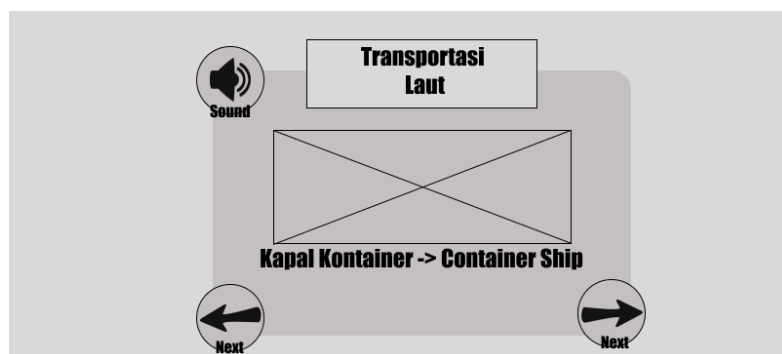 Transportasi
Laut
Sound
Kapal Kontainer -> Container Ship
Next
Next